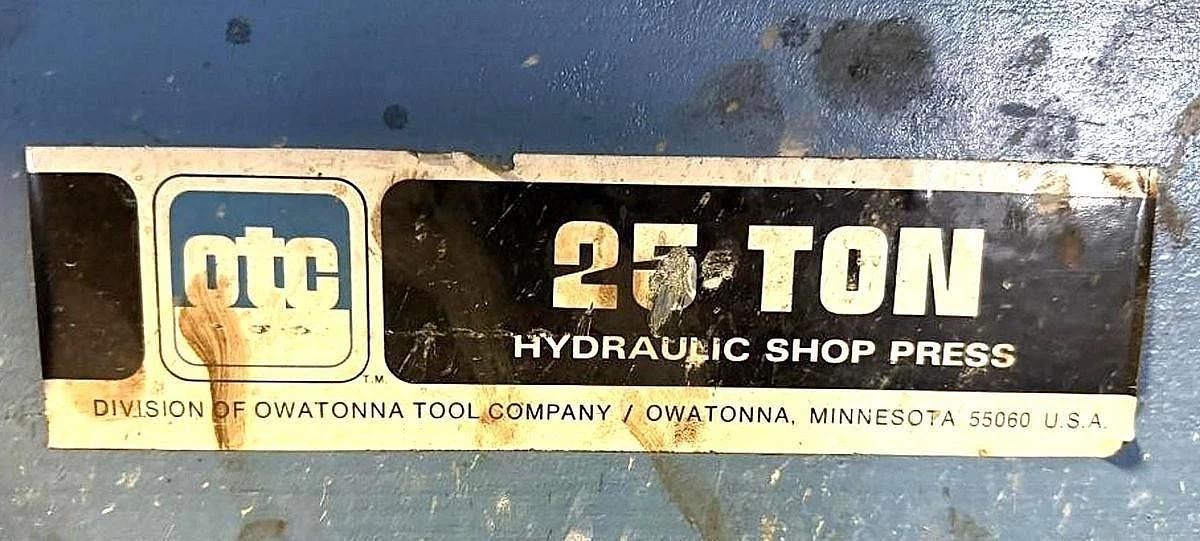 otc
25 TON
HYDRAULIC SHOP PRESS
T.M.
DIVISION OF OWATONNA TOOL COMPANY / OWATONNA, MINNESOTA 55060 U.S.A.